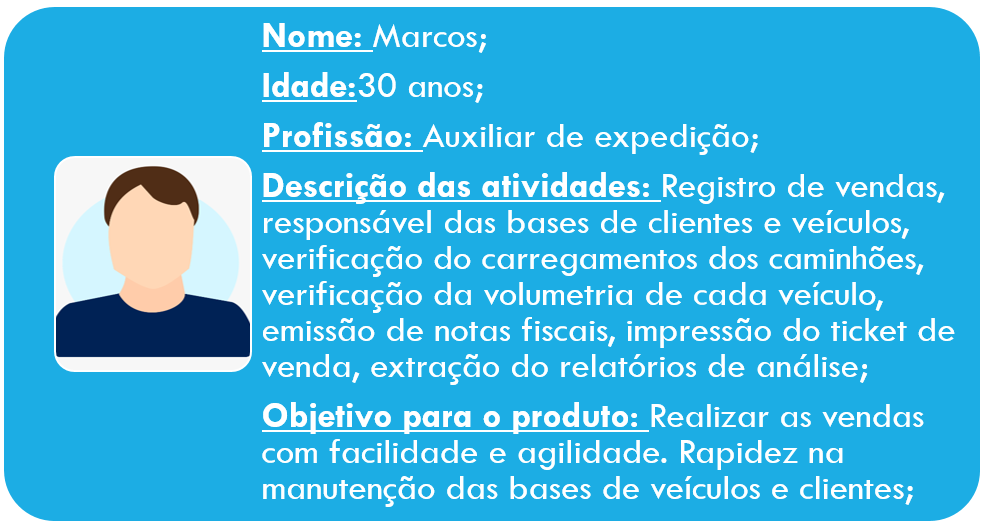 Nome: Marcos;
Idade:30 anos;
Profissão: Auxiliar de expedição;
Descrição das atividades: Registro de vendas,
responsável das bases de clientes e veículos,
verificação do carregamentos dos caminhões,
verificação da volumetria de cada veículo,
emissão de notas fiscais, impressão do ticket de
venda, extração do relatórios de análise;
Objetivo para o produto: Realizar as vendas
com facilidade e agilidade. Rapidez na
manutenção das bases de veículos e clientes;